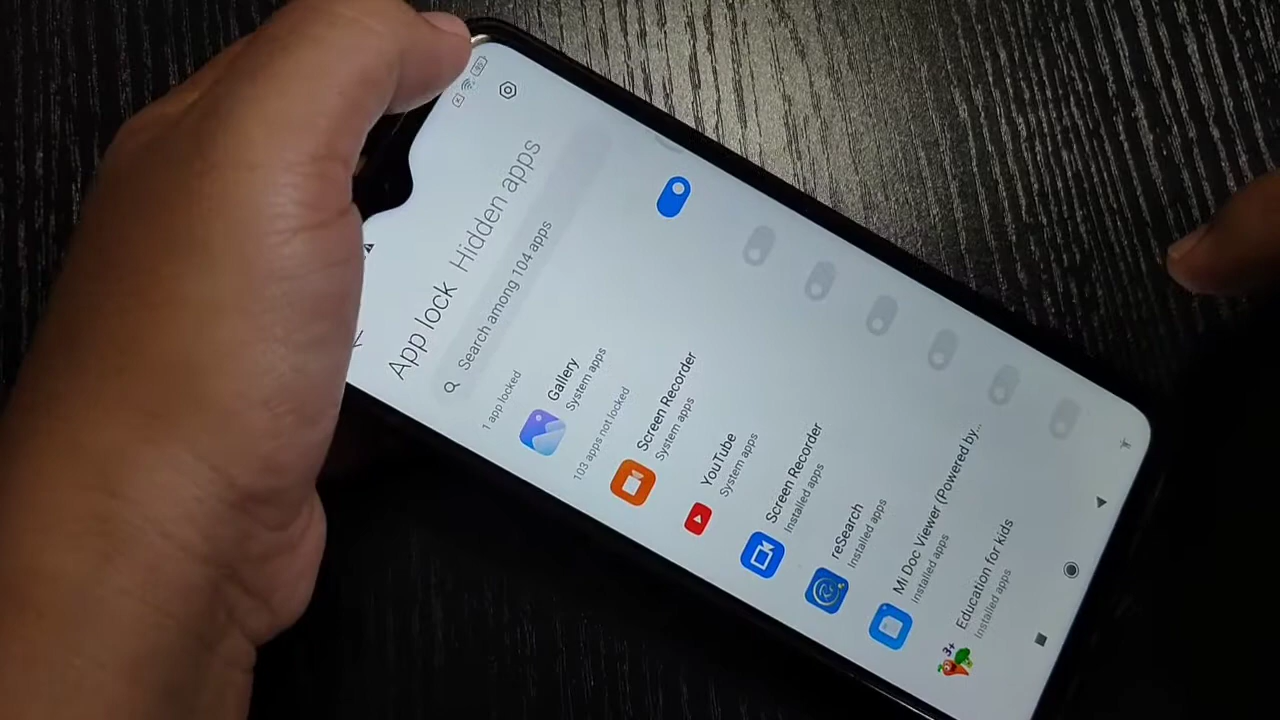 App lock Hidden apps
Search among 104 apps
1 app locked
Gallery
System apps
103 apps not locked
Screen Recorder
System apps
YouTube
System apps
Screen Recorder
Installed apps
reSearch
Installed apps
Mi Doc Viewer (Powered by...
Installed apps
3+
Education for kids
Installed apps